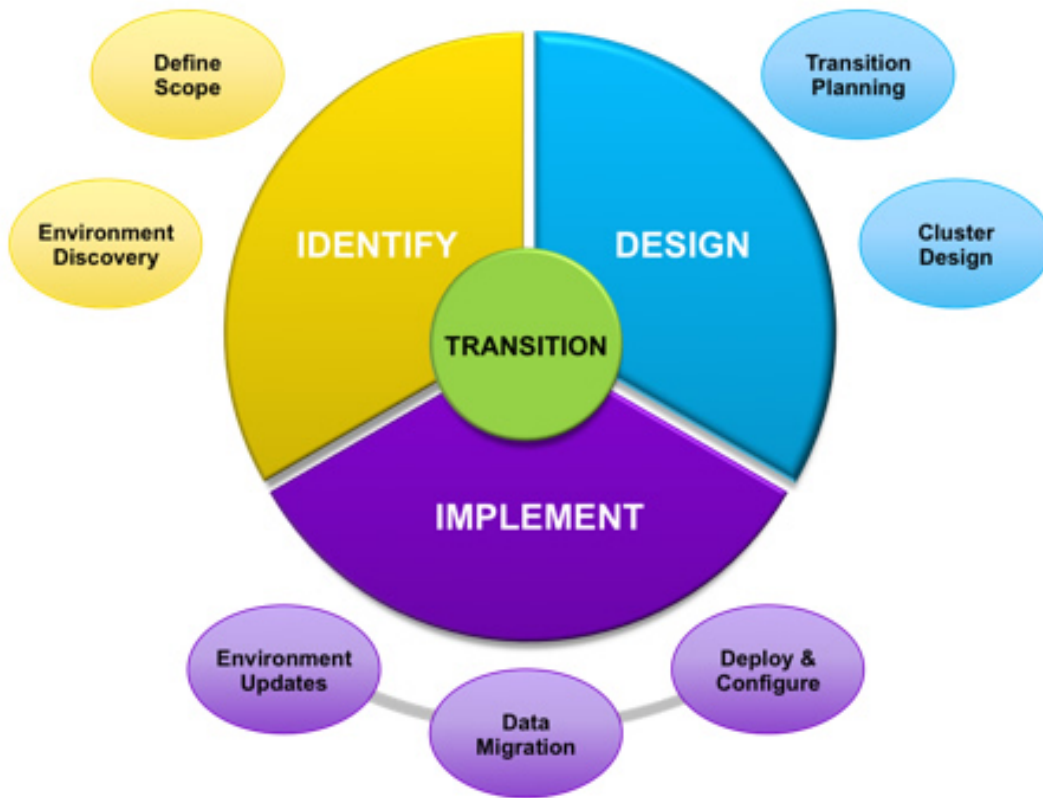 Define
Scope
Transition
Planning
Environment
Discovery
IDENTIFY
DESIGN
Cluster
Design
TRANSITION
IMPLEMENT
Environment
Updates
Data
Migration
Deploy &
Configure